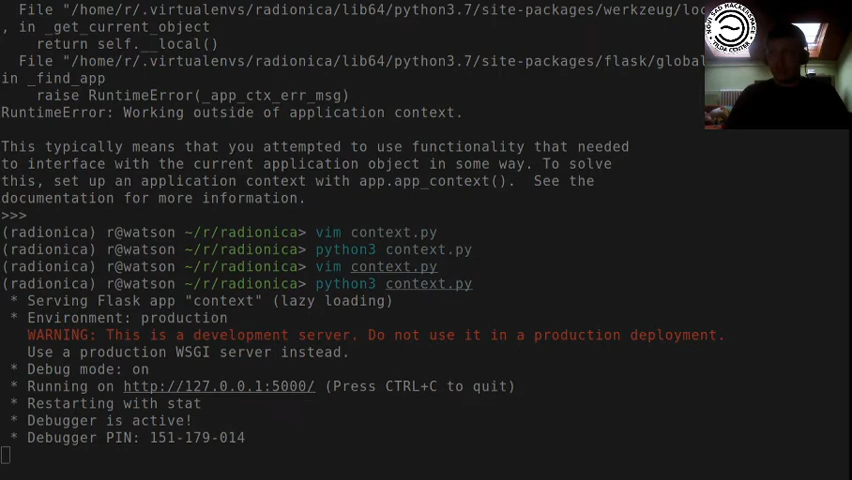 File "/home/r/.virtualenvs/radionica/lib64/python3.7/site-packages/werkzeug/loc
, in _get_current_object
return self.__local()
File "/home/r/.virtualenvs/radionica/lib64/python3.7/site-packages/flask/global
in _find_app
raise RuntimeError(_app_ctx_err_msg)
RuntimeError: Working outside of application context.
This typically means that you attempted to use functionality that needed
to interface with the current application object in some way. To solve
this, set up an application context with app.app_context().  See the
documentation for more information.
>>>
(radionica) r@watson ~/r/radionica> vim context.py
(radionica) r@watson ~/r/radionica> python3 context.py
(radionica) r@watson ~/r/radionica> vim context.py
(radionica) r@watson ~/r/radionica> python3 context.py
* Serving Flask app "context" (lazy loading)
* Environment: production
WARNING: This is a development server. Do not use it in a production deployment.
Use a production WSGI server instead.
* Debug mode: on
* Running on http://127.0.0.1:5000/ (Press CTRL+C to quit)
* Restarting with stat
* Debugger is active!
* Debugger PIN: 151-179-014
TILDA CENTER